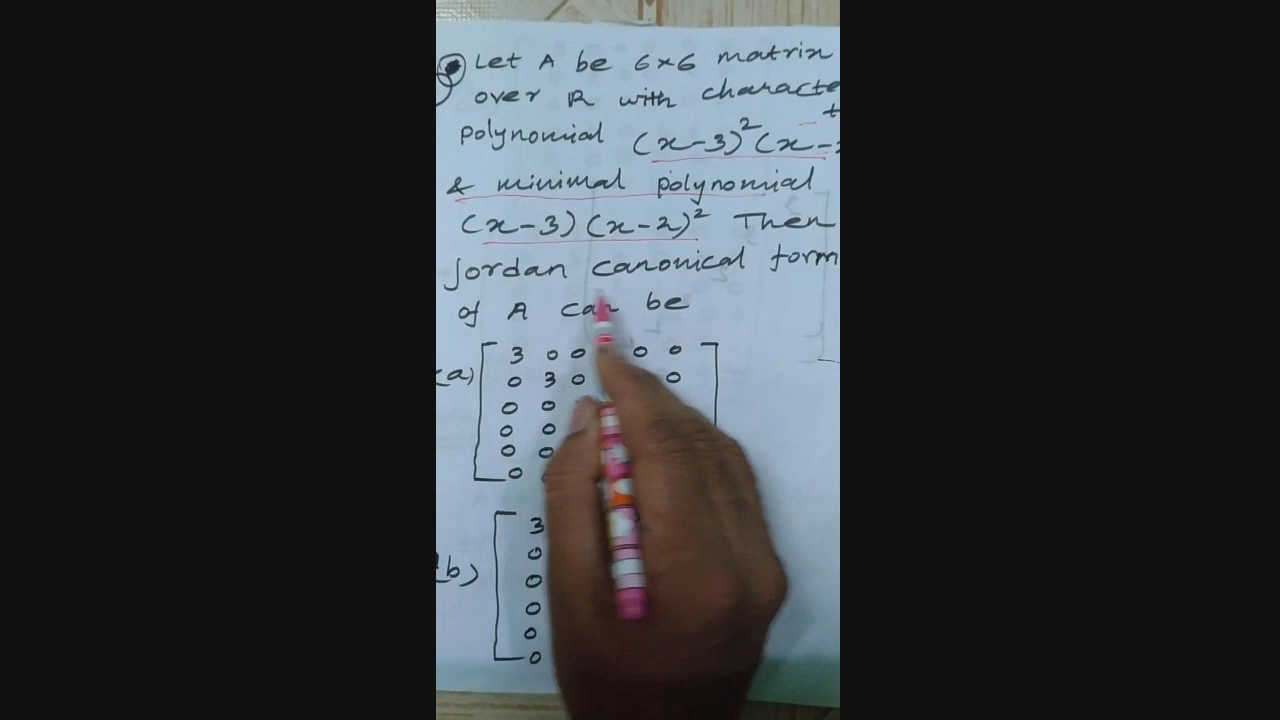 Let A be 6×6 matrix
over R with characte
polynomial (x-3)²(x-
& minimal polynomial
(x-3)(x-2)² Then
Jordan canonical form
of A can be
(a) 3 0 0 0 0
0 3 0 0
0 0
0 0
0 0
0
(b) 3
0
0
0
0
0